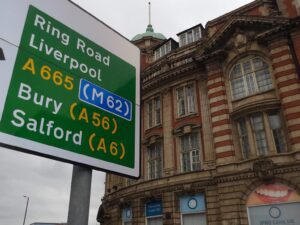 Ring Road
Liverpool
A 665 (M 62)
Bury (A 56)
Salford (A 6)